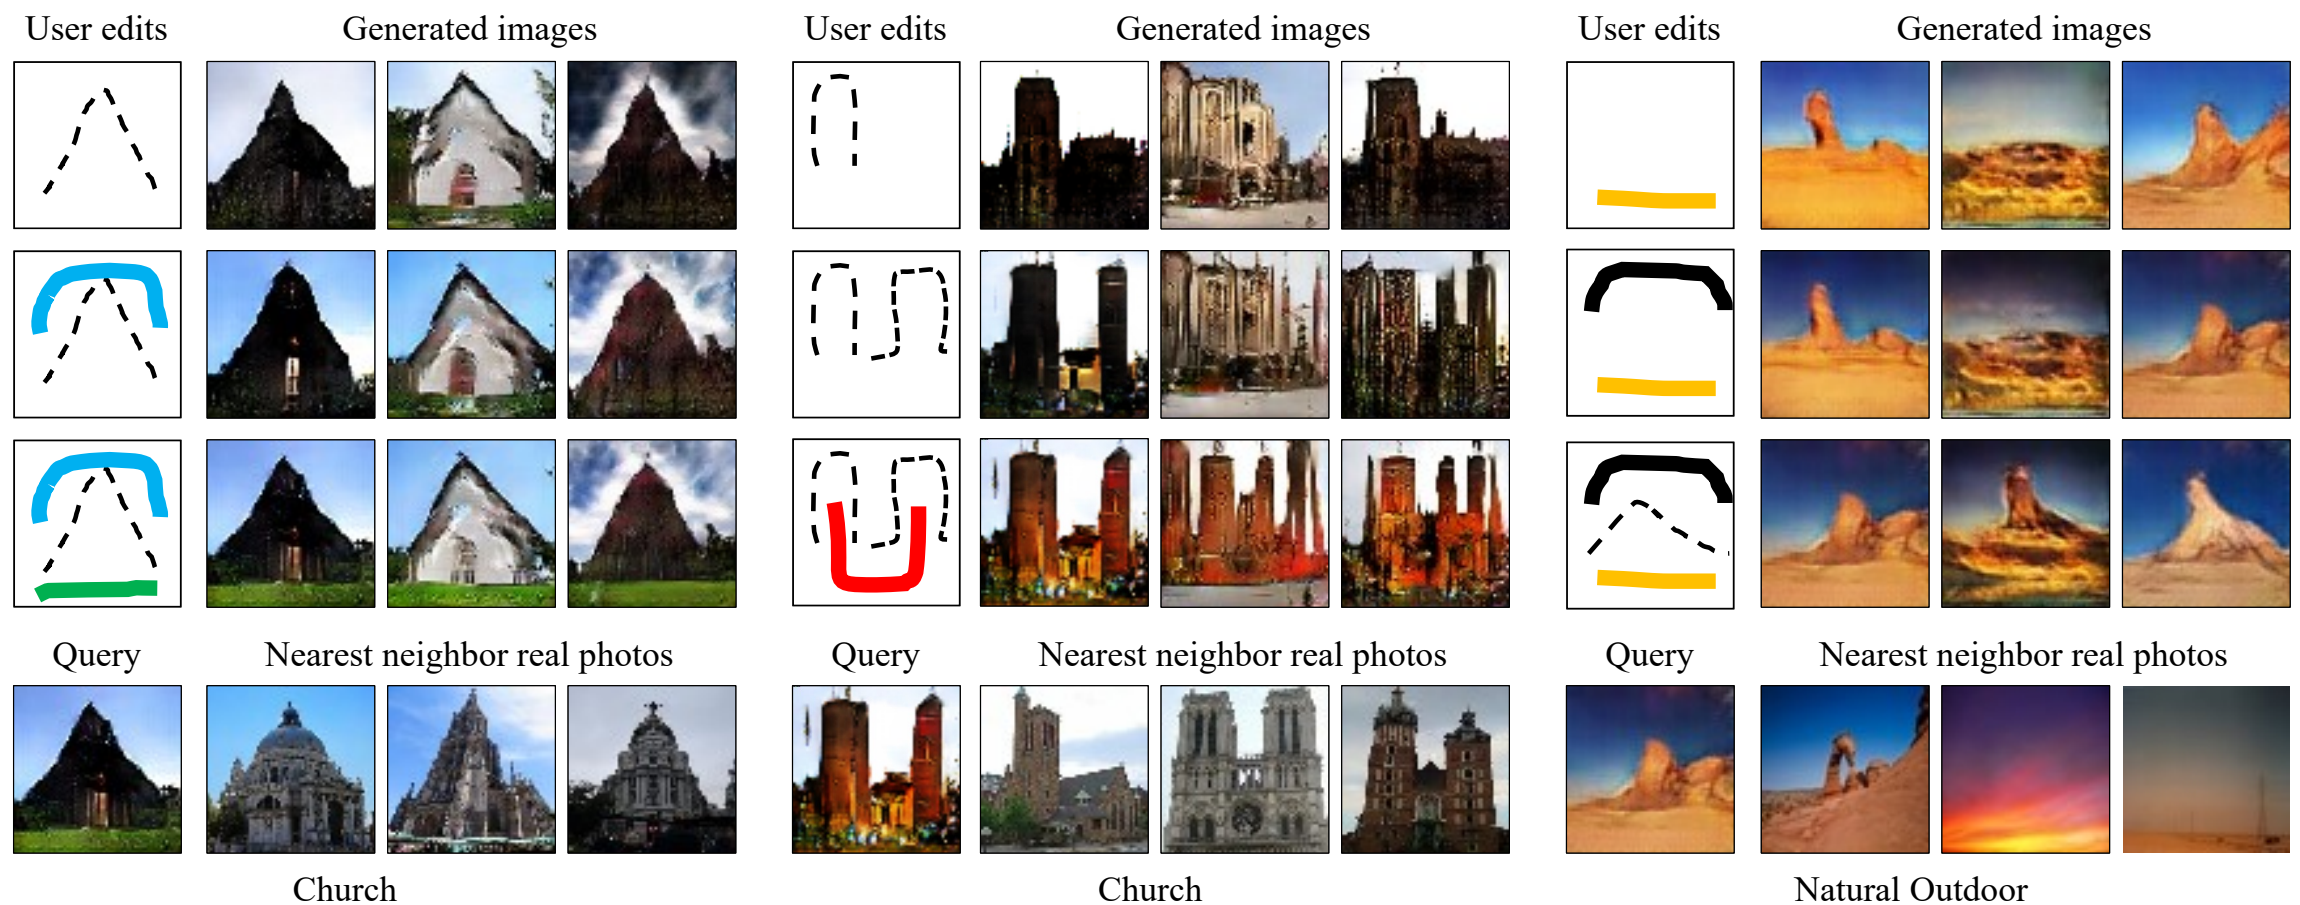 User edits Generated images User edits Generated images User edits Generated images
Query Nearest neighbor real photos Query Nearest neighbor real photos Query Nearest neighbor real photos
Church Church Natural Outdoor